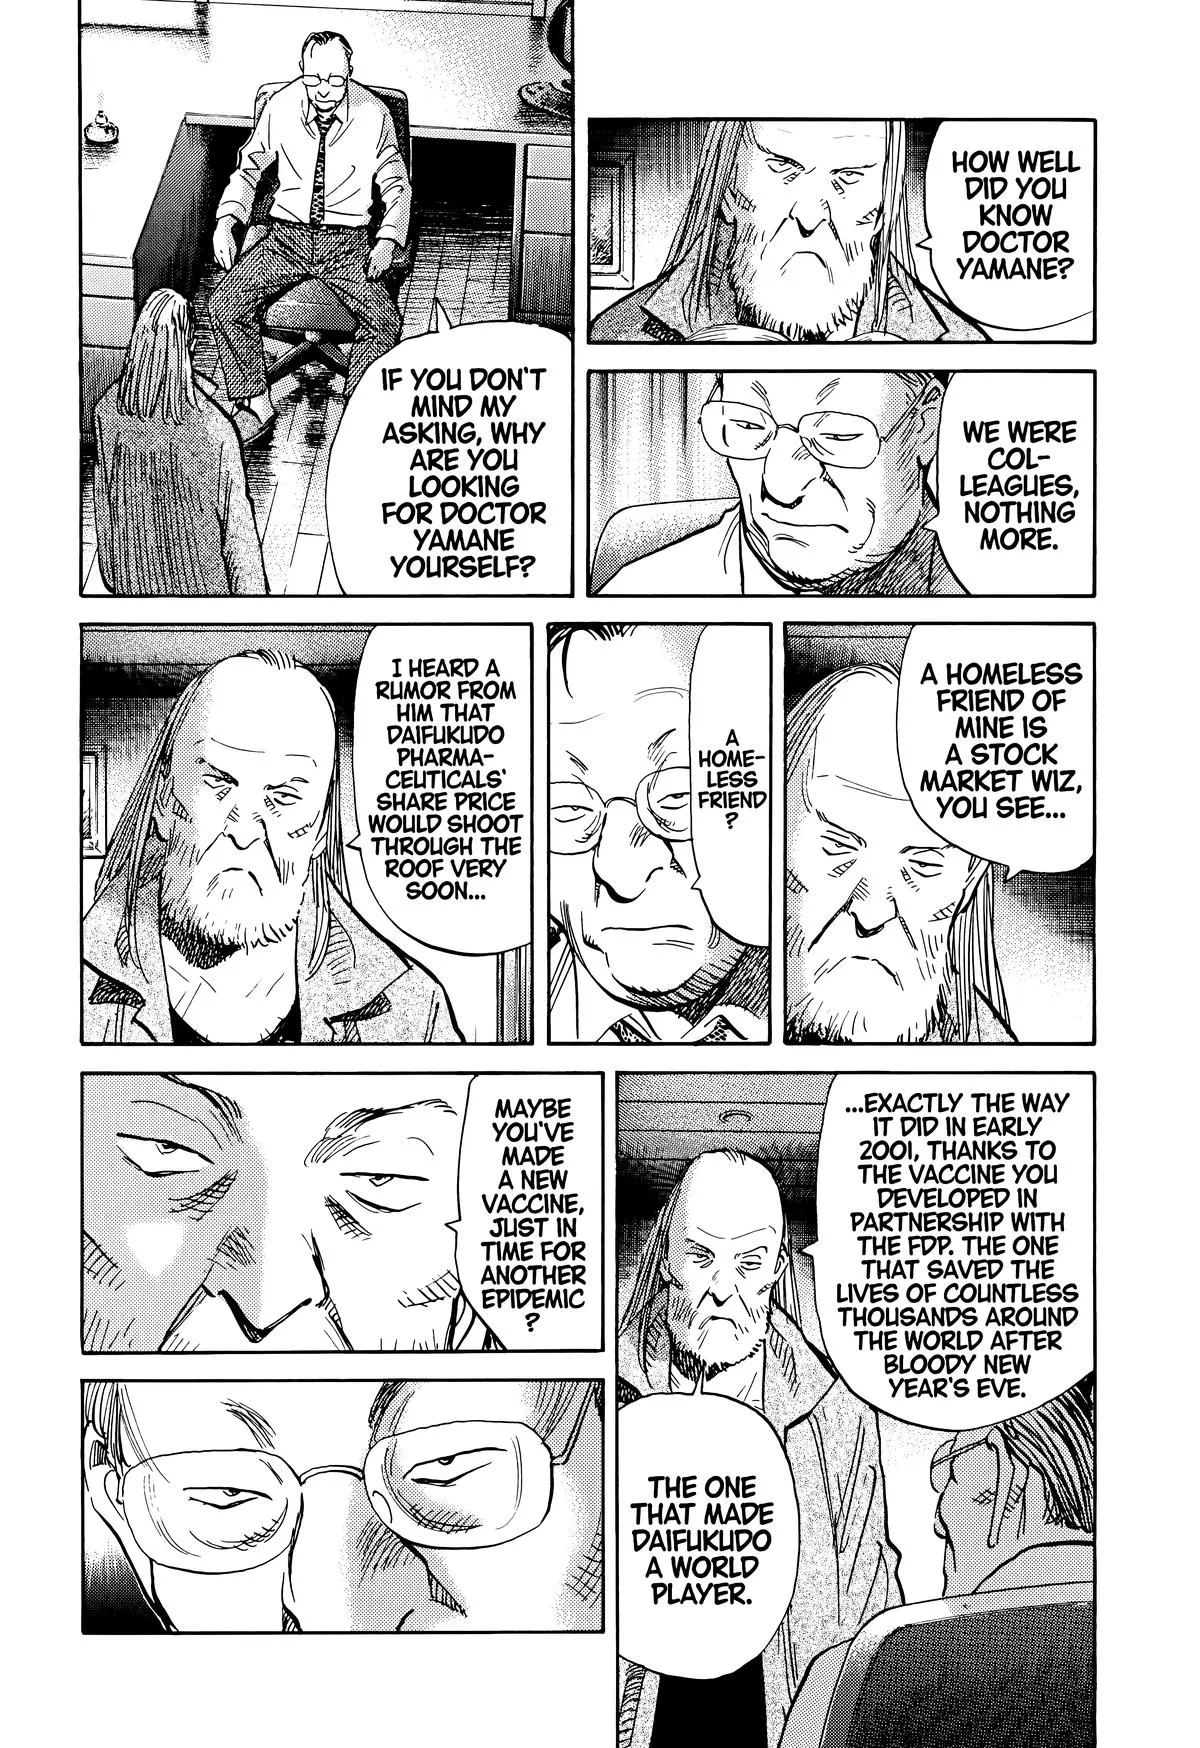 HOW WELL
DID YOU
KNOW
DOCTOR
YAMANE?
WE WERE
COL-
LEAGUES,
NOTHING
MORE.
IF YOU DON'T
MIND MY
ASKING, WHY
ARE YOU
LOOKING
FOR DOCTOR
YAMANE
YOURSELF?
A HOMELESS
FRIEND OF
MINE IS
A STOCK
MARKET WIZ,
YOU SEE...
A
HOME-
LESS
FRIEND
?
I HEARD A
RUMOR FROM
HIM THAT
DAIFUKUDO
PHARMA-
CEUTICALS'
SHARE PRICE
WOULD SHOOT
THROUGH THE
ROOF VERY
SOON...
...EXACTLY THE WAY
IT DID IN EARLY
2001, THANKS TO
THE VACCINE YOU
DEVELOPED IN
PARTNERSHIP WITH
THE FDP. THE ONE
THAT SAVED THE
LIVES OF COUNTLESS
THOUSANDS AROUND
THE WORLD AFTER
BLOODY NEW
YEAR'S EVE.
THE ONE
THAT MADE
DAIFUKUDO
A WORLD
PLAYER.
MAYBE
YOU'VE
MADE
A NEW
VACCINE,
JUST IN
TIME FOR
ANOTHER
EPIDEMIC
?